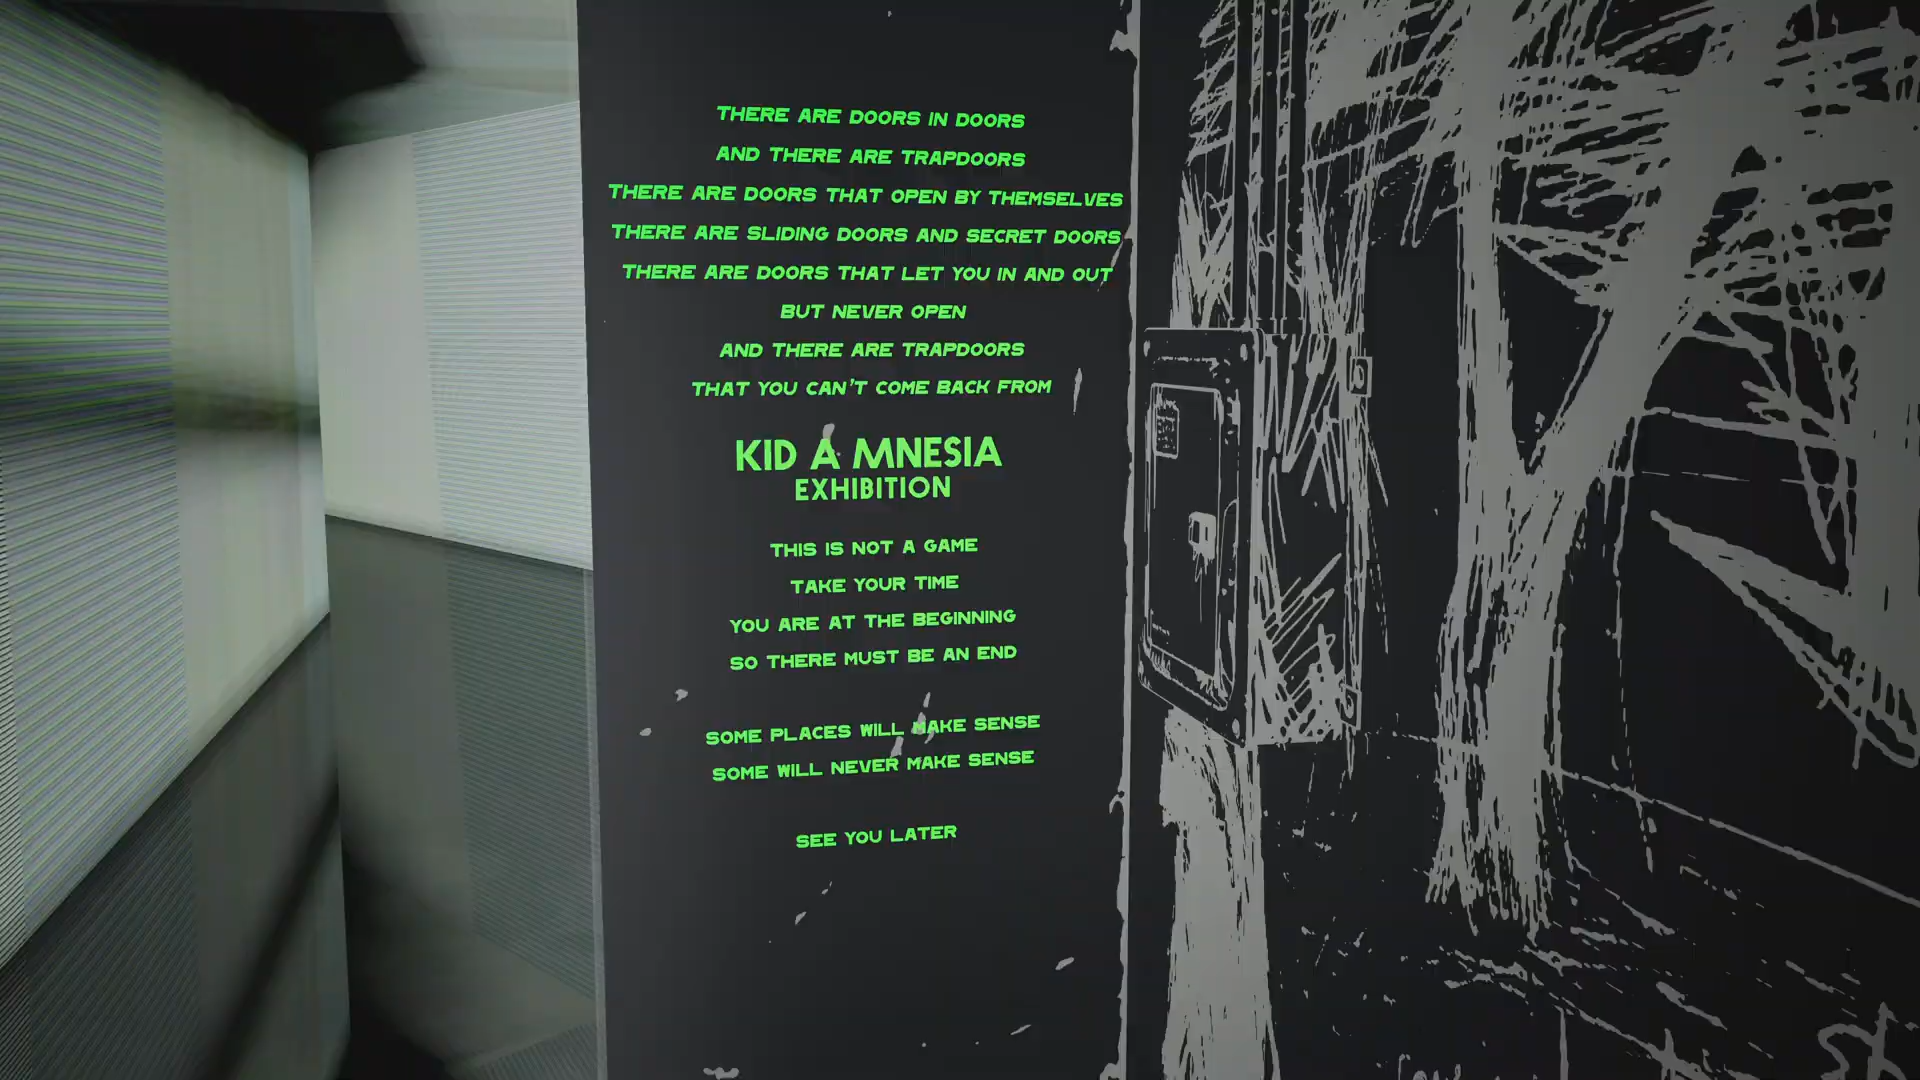 THERE ARE DOORS IN DOORS
AND THERE ARE TRAPDOORS
THERE ARE DOORS THAT OPEN BY THEMSELVES
THERE ARE SLIDING DOORS AND SECRET DOORS
THERE ARE DOORS THAT LET YOU IN AND OUT
BUT NEVER OPEN
AND THERE ARE TRAPDOORS
THAT YOU CAN'T COME BACK FROM
KID A MNESIA
EXHIBITION
THIS IS NOT A GAME
TAKE YOUR TIME
YOU ARE AT THE BEGINNING
SO THERE MUST BE AN END
SOME PLACES WILL MAKE SENSE
SOME WILL NEVER MAKE SENSE
SEE YOU LATER